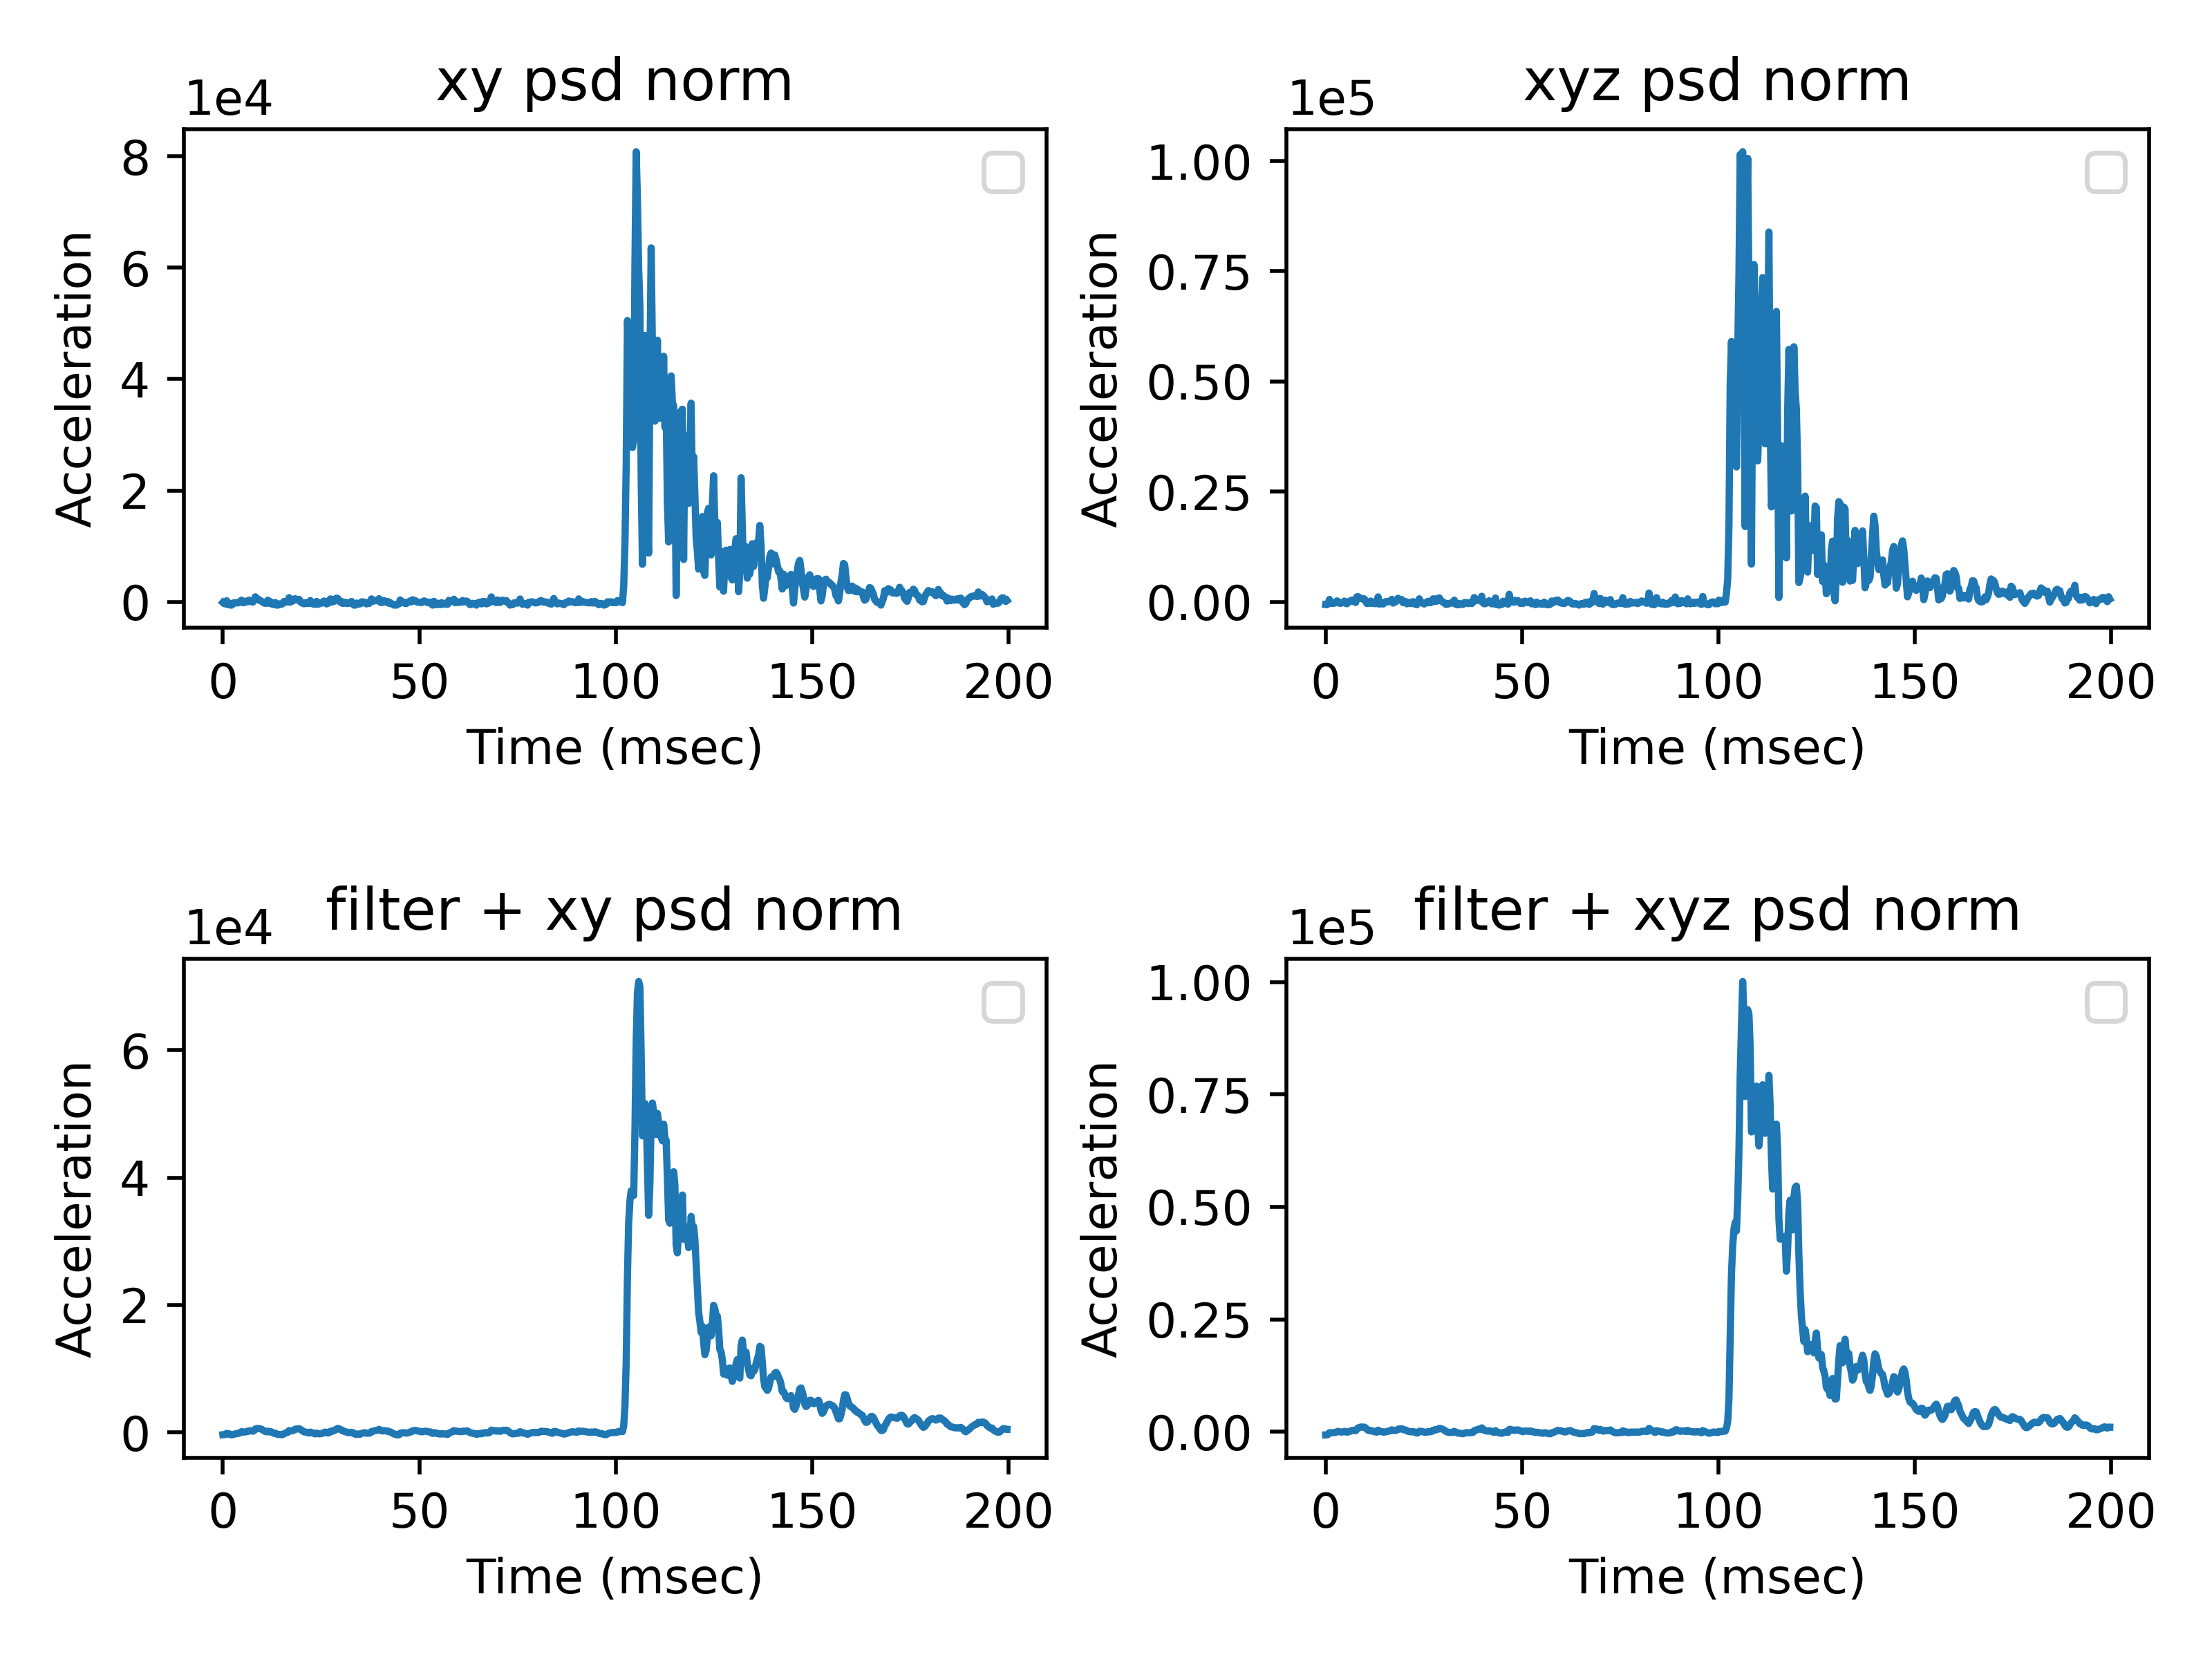 xy psd norm
1e4
8
6
4
2
0
Acceleration
0 50 100 150 200
Time (msec)
xyz psd norm
1e5
1.00
0.75
0.50
0.25
0.00
Acceleration
0 50 100 150 200
Time (msec)
filter + xy psd norm
1e4
6
4
2
0
Acceleration
0 50 100 150 200
Time (msec)
filter + xyz psd norm
1e5
1.00
0.75
0.50
0.25
0.00
Acceleration
0 50 100 150 200
Time (msec)